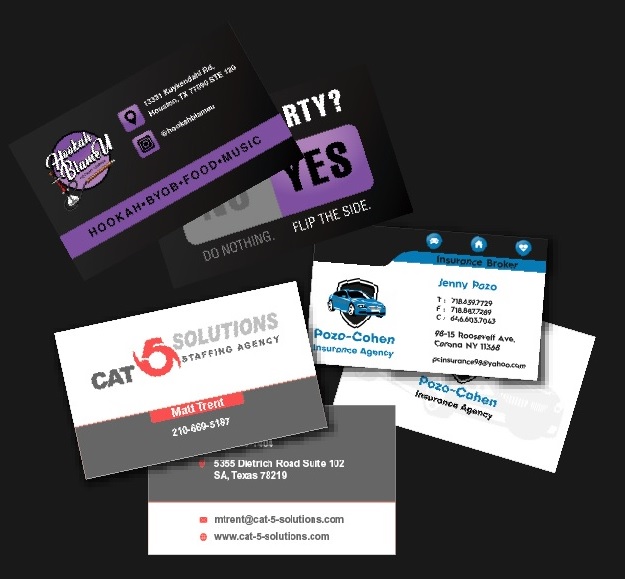 13331 Kuykendahl Rd,
Houston, TX 77090 STE 120
@hookahblameu
Hookah
BlameU
HOOKAH•BYOB•FOOD•MUSIC
RTY?
NO YES
DO NOTHING. FLIP THE SIDE.
Insurance Broker
Jenny Pozo
T : 718.459.7729
F : 718.887.7289
C : 646.603.7043
98-15 Roosevelt Ave,
Corona NY 11368
pcinsurance98@yahoo.com
Pozo-Cohen
Insurance Agency
Pozo-Cohen
Insurance Agency
CAT 5 SOLUTIONS
STAFFING AGENCY
Matt Trent
210-669-5187
5355 Dietrich Road Suite 102
SA, Texas 78219
mtrent@cat-5-solutions.com
www.cat-5-solutions.com